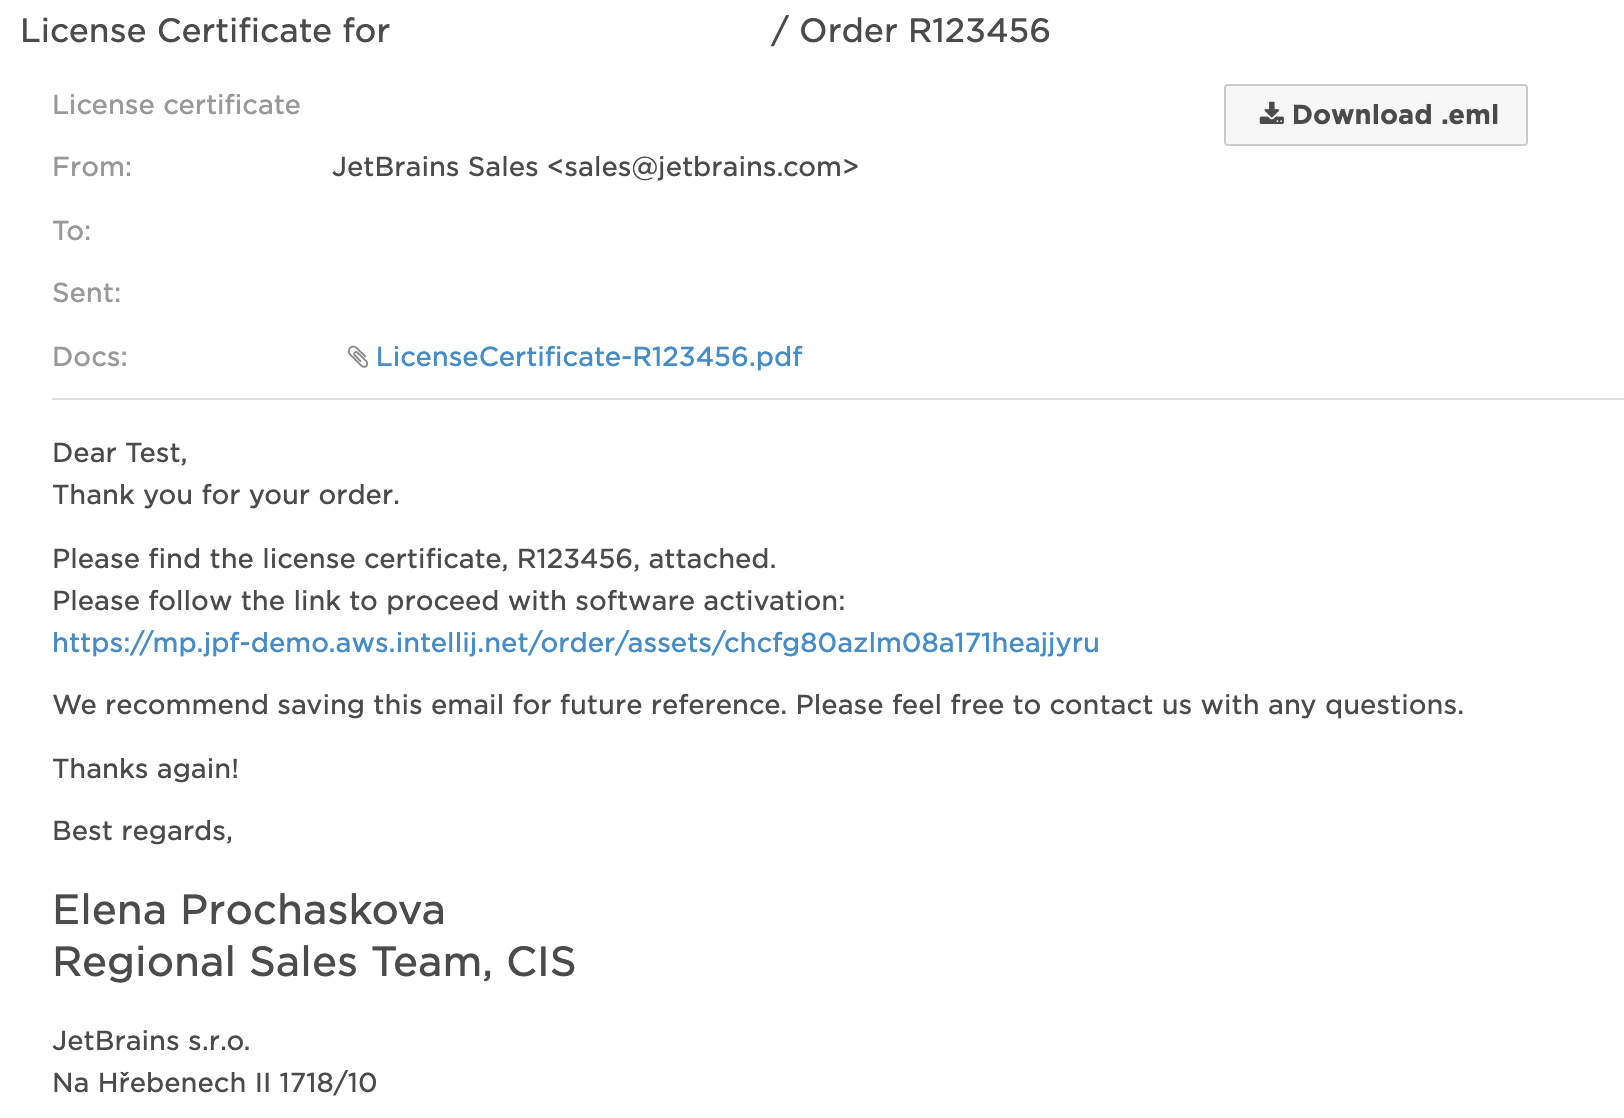 License Certificate for / Order R123456
License certificate
Download .eml
From: JetBrains Sales <sales@jetbrains.com>
To:
Sent:
Docs: LicenseCertificate-R123456.pdf
Dear Test,
Thank you for your order.
Please find the license certificate, R123456, attached.
Please follow the link to proceed with software activation:
https://mp.jpf-demo.aws.intellij.net/order/assets/chcfg80azlm08a171heajjyru
We recommend saving this email for future reference. Please feel free to contact us with any questions.
Thanks again!
Best regards,
Elena Prochaskova
Regional Sales Team, CIS
JetBrains s.r.o.
Na Hřebenech II 1718/10